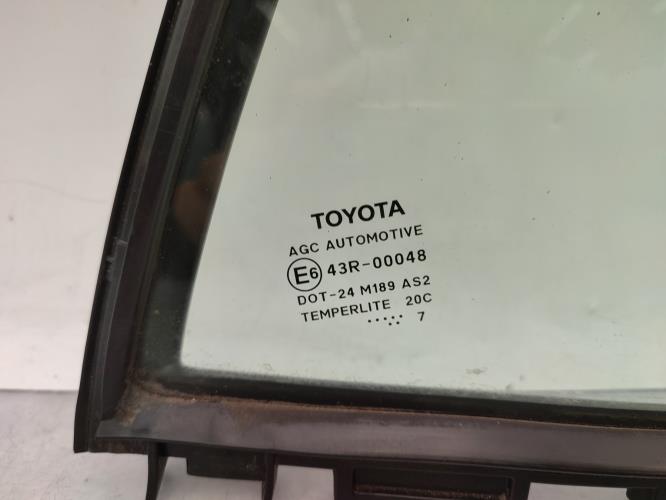 TOYOTA
AGC AUTOMOTIVE
E6 43R-00048
DOT-24 M189 AS2
TEMPERLITE 20C
7